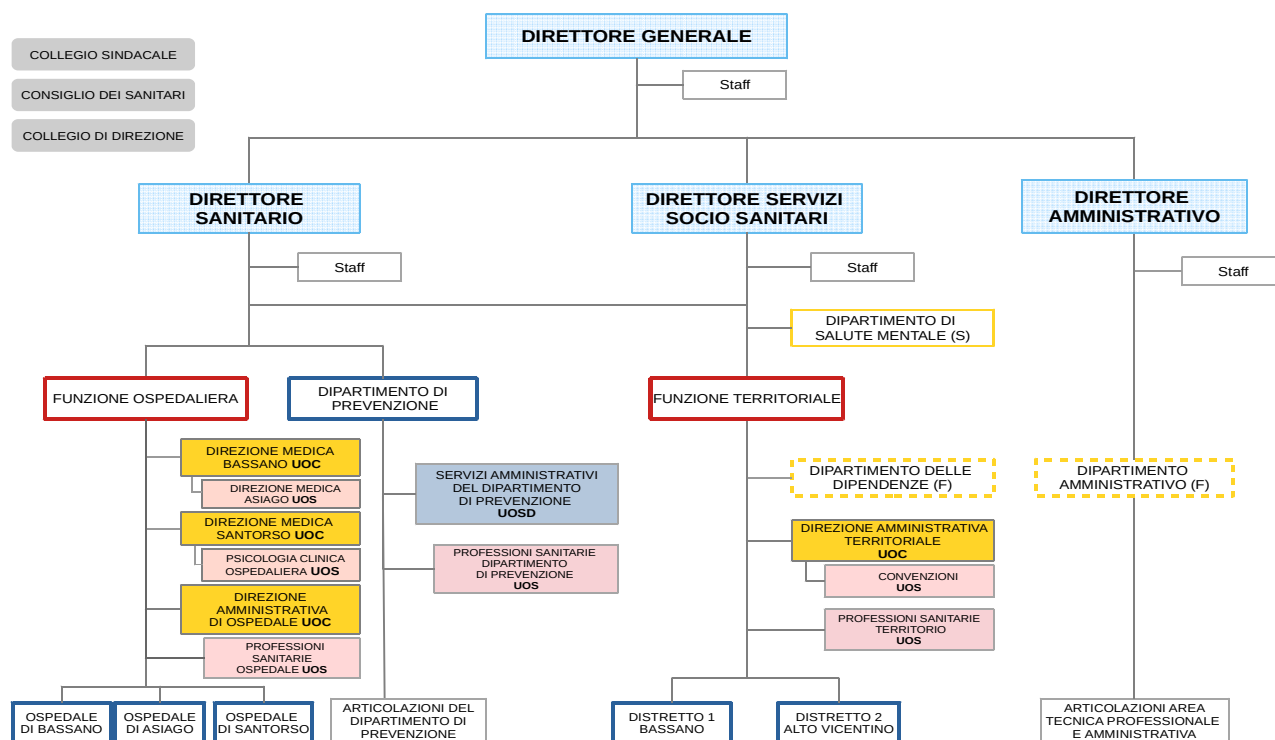 DIRETTORE GENERALE
COLLEGIO SINDACALE
CONSIGLIO DEI SANITARI
COLLEGIO DI DIREZIONE
Staff
DIRETTORE
SANITARIO
DIRETTORE SERVIZI
SOCIO SANITARI
DIRETTORE
AMMINISTRATIVO
Staff
Staff
Staff
DIPARTIMENTO DI
SALUTE MENTALE (S)
FUNZIONE OSPEDALIERA
DIPARTIMENTO DI
PREVENZIONE
FUNZIONE TERRITORIALE
DIREZIONE MEDICA
BASSANO UOC
DIREZIONE MEDICA
ASIAGO UOS
DIREZIONE MEDICA
SANTORSO UOC
PSICOLOGIA CLINICA
OSPEDALIERA UOS
DIREZIONE
AMMINISTRATIVA
DI OSPEDALE UOC
PROFESSIONI
SANITARIE
OSPEDALE UOS
SERVIZI AMMINISTRATIVI
DEL DIPARTIMENTO
DI PREVENZIONE
UOSD
PROFESSIONI SANITARIE
DIPARTIMENTO
DI PREVENZIONE
UOS
DIPARTIMENTO DELLE
DIPENDENZE (F)
DIREZIONE AMMINISTRATIVA
TERRITORIALE
UOC
CONVENZIONI
UOS
PROFESSIONI SANITARIE
TERRITORIO
UOS
DIPARTIMENTO
AMMINISTRATIVO (F)
OSPEDALE
DI BASSANO
OSPEDALE
DI ASIAGO
OSPEDALE
DI SANTORSO
ARTICOLAZIONI DEL
DIPARTIMENTO DI
PREVENZIONE
DISTRETTO 1
BASSANO
DISTRETTO 2
ALTO VICENTINO
ARTICOLAZIONI AREA
TECNICA PROFESSIONALE
E AMMINISTRATIVA